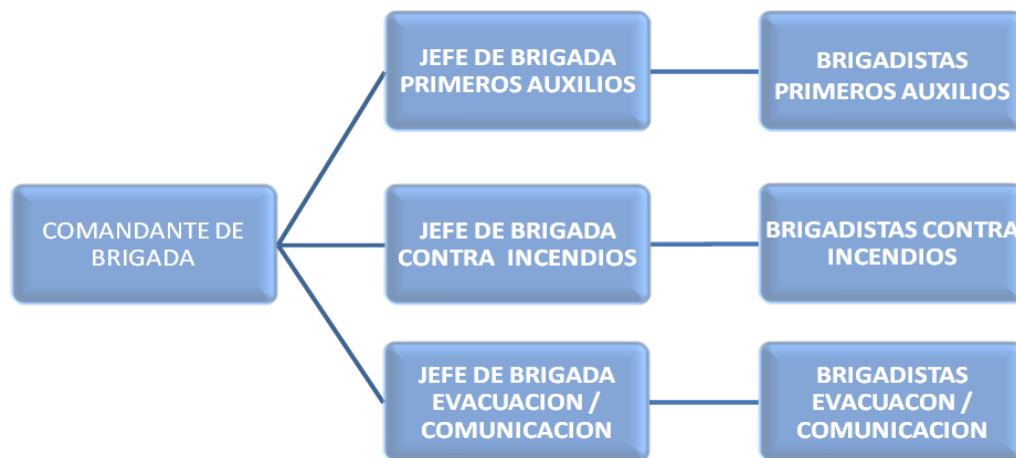 JEFE DE BRIGADA
PRIMEROS AUXILIOS
BRIGADISTAS
PRIMEROS AUXILIOS
COMANDANTE DE
BRIGADA
JEFE DE BRIGADA
CONTRA INCENDIOS
BRIGADISTAS CONTRA
INCENDIOS
JEFE DE BRIGADA
EVACUACION /
COMUNICACION
BRIGADISTAS
EVACUACON /
COMUNICACION